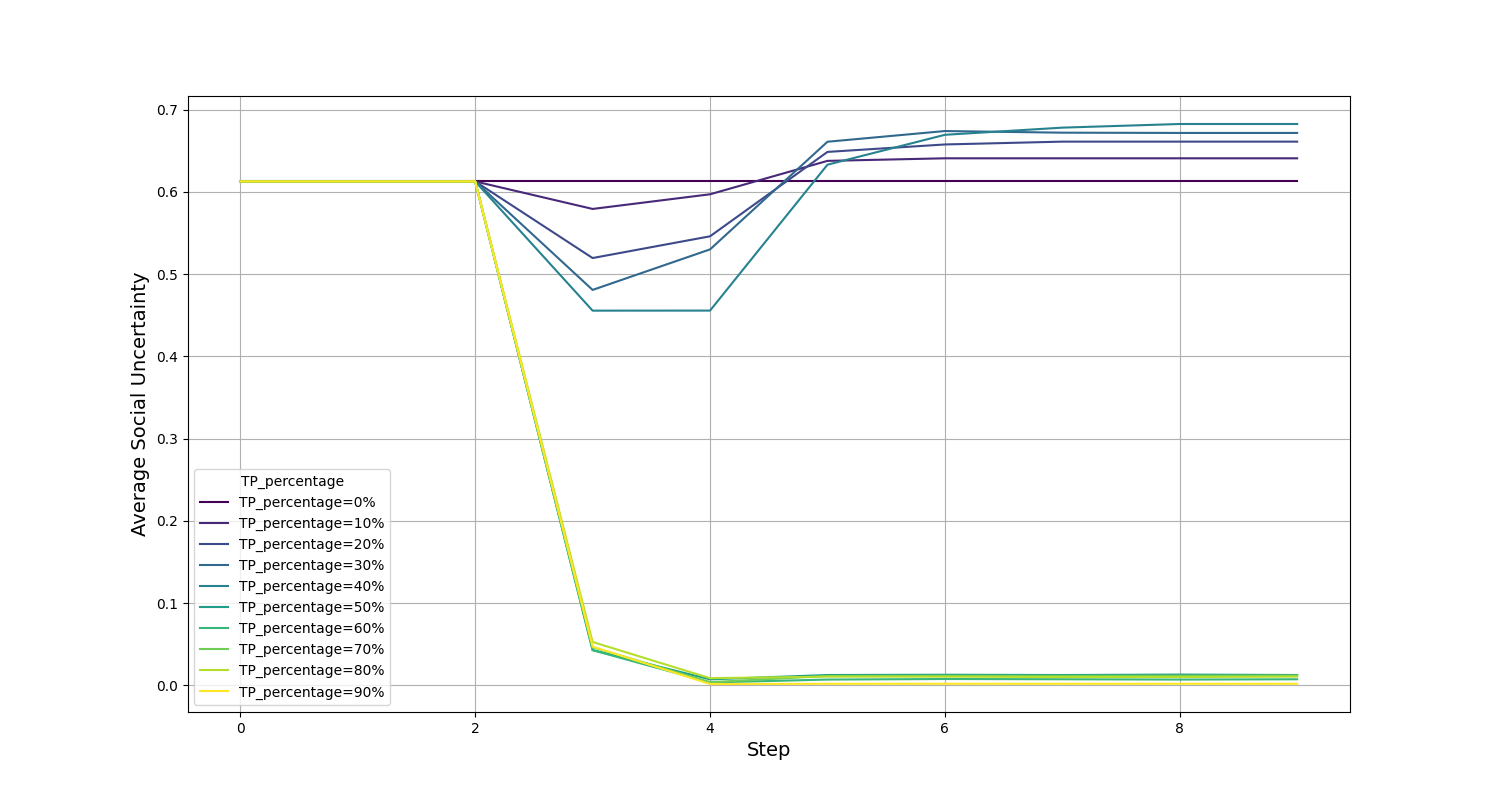 Average Social Uncertainty
0.7
0.6
0.5
0.4
0.3
0.2
0.1
0.0
TP_percentage
TP_percentage=0%
TP_percentage=10%
TP_percentage=20%
TP_percentage=30%
TP_percentage=40%
TP_percentage=50%
TP_percentage=60%
TP_percentage=70%
TP_percentage=80%
TP_percentage=90%
0 2 4 6 8
Step